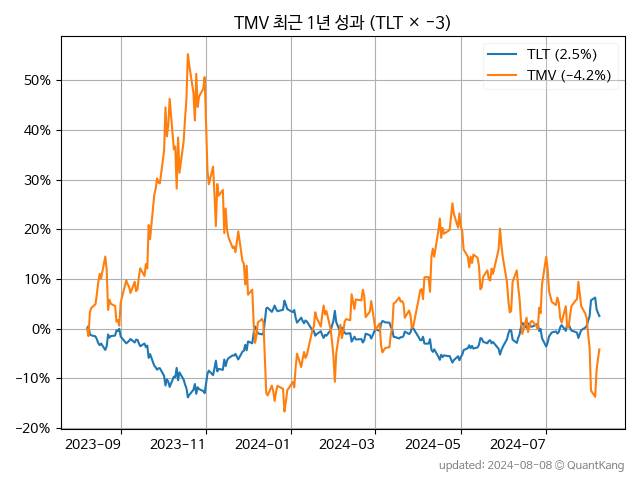 TMV 최근 1년 성과 (TLT × −3)
TLT (2.5%)
TMV (−4.2%)
50%
40%
30%
20%
10%
0%
−10%
−20%
2023-09 2023-11 2024-01 2024-03 2024-05 2024-07
updated: 2024-08-08 © QuantKang